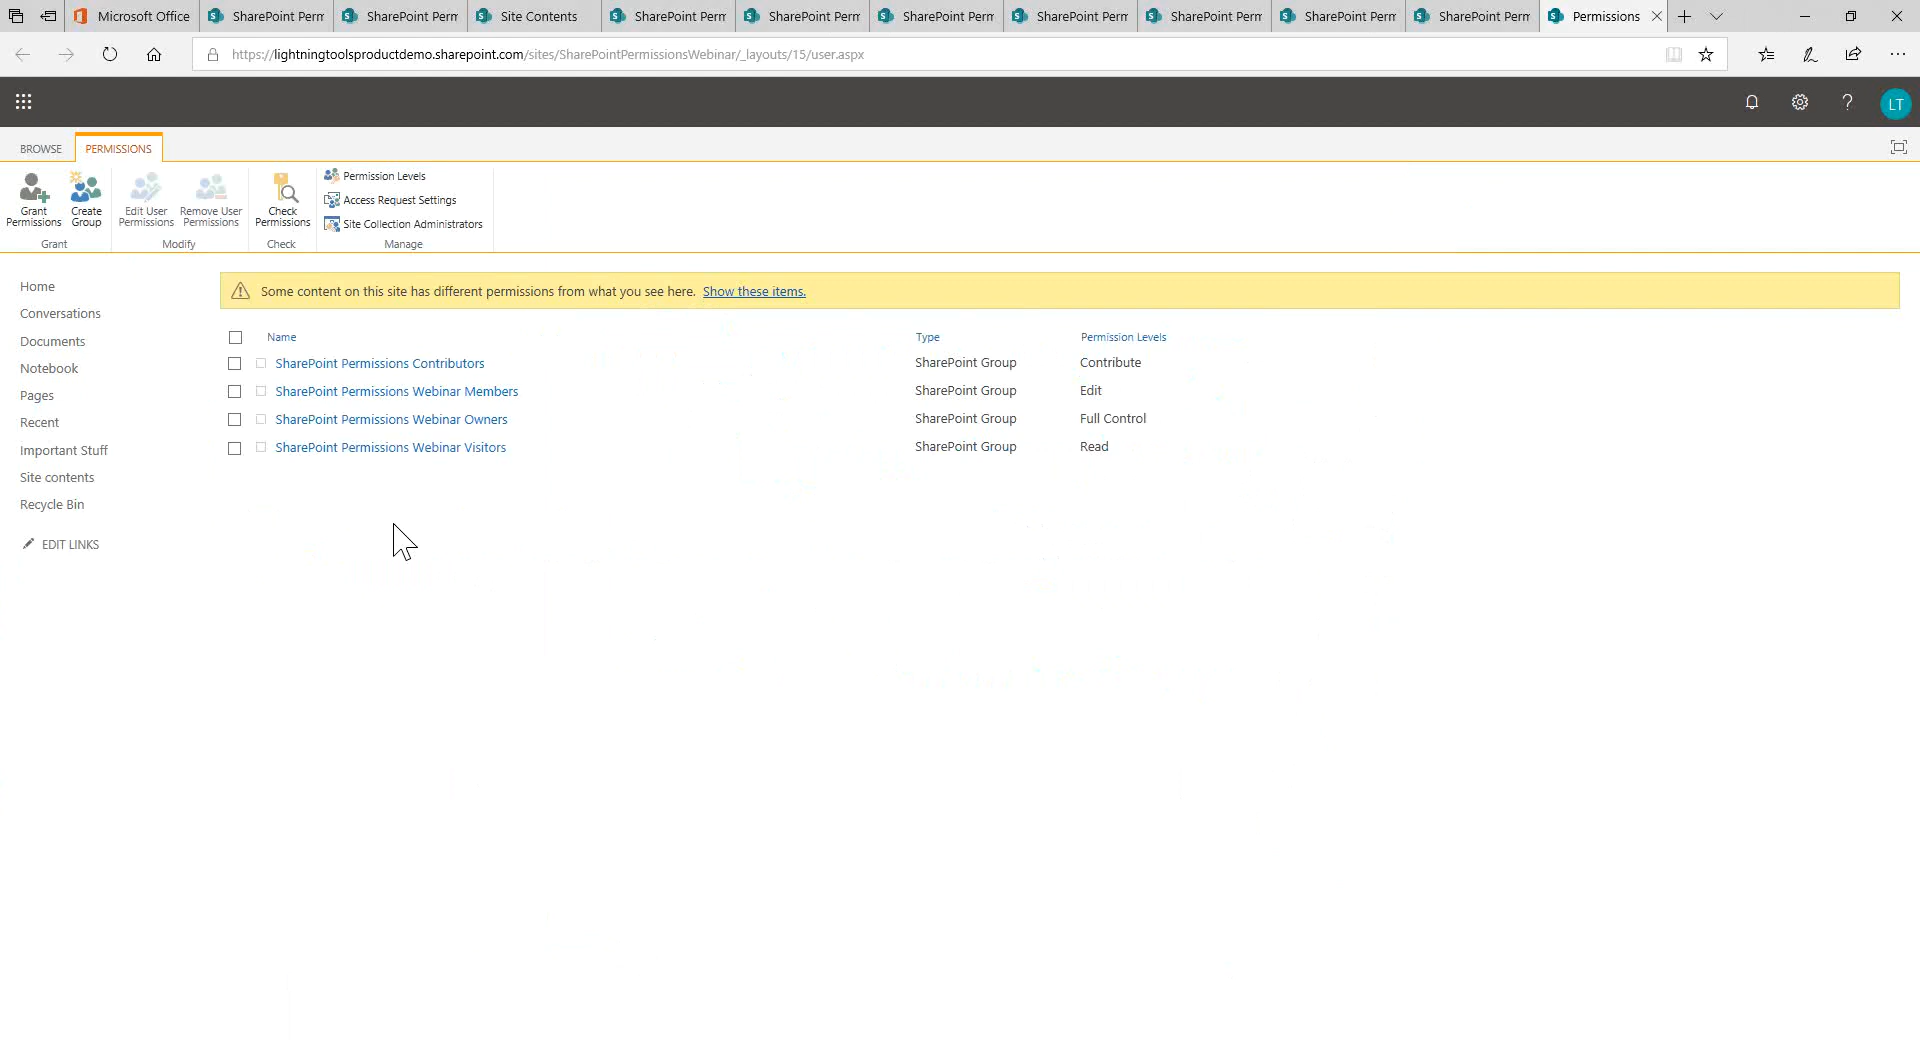 Microsoft Office
SharePoint Perm
SharePoint Perm
Site Contents
SharePoint Perm
SharePoint Perm
SharePoint Perm
SharePoint Perm
SharePoint Perm
SharePoint Perm
SharePoint Perm
Permissions
https://lightningtoolsproductdemo.sharepoint.com/sites/SharePointPermissionsWebinar/_layouts/15/user.aspx
LT
BROWSE
PERMISSIONS
Grant Permissions
Create Group
Edit User Permissions
Remove User Permissions
Check Permissions
Permission Levels
Access Request Settings
Site Collection Administrators
Grant
Modify
Check
Manage
Home
Conversations
Documents
Notebook
Pages
Recent
Important Stuff
Site contents
Recycle Bin
EDIT LINKS
Some content on this site has different permissions from what you see here. Show these items.
Name Type Permission Levels
SharePoint Permissions Contributors SharePoint Group Contribute
SharePoint Permissions Webinar Members SharePoint Group Edit
SharePoint Permissions Webinar Owners SharePoint Group Full Control
SharePoint Permissions Webinar Visitors SharePoint Group Read